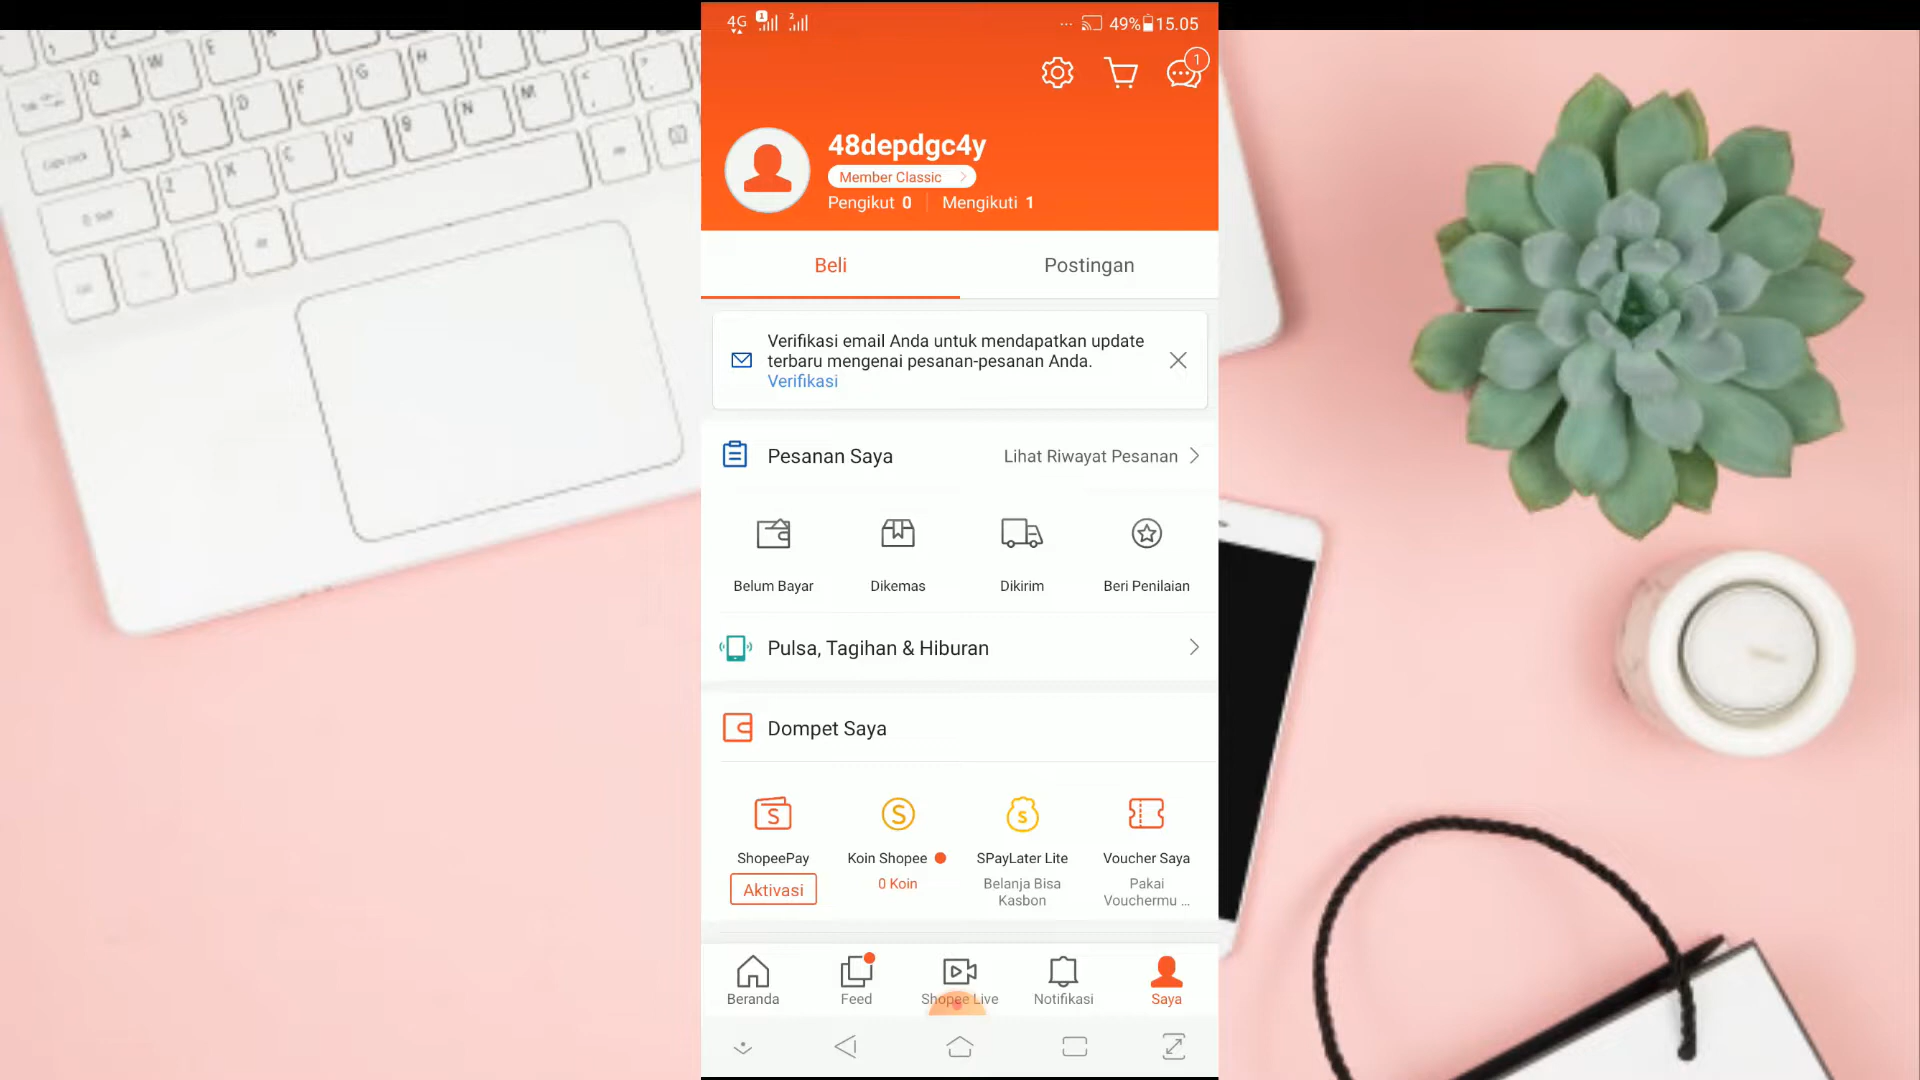 4G 1 2 ... 49% 15.05
1
48depdgc4y
Member Classic
Pengikut 0 Mengikuti 1
Beli Postingan
Verifikasi email Anda untuk mendapatkan update
terbaru mengenai pesanan-pesanan Anda.
Verifikasi
Pesanan Saya Lihat Riwayat Pesanan
Belum Bayar Dikemas Dikirim Beri Penilaian
Pulsa, Tagihan & Hiburan
Dompet Saya
ShopeePay Koin Shopee SPayLater Lite Voucher Saya
Aktivasi 0 Koin Belanja Bisa Pakai
Kasbon Vouchermu ...
Beranda Feed Shopee Live Notifikasi Saya
Q W E R T Y
A S D F G H
Z X C V B N M